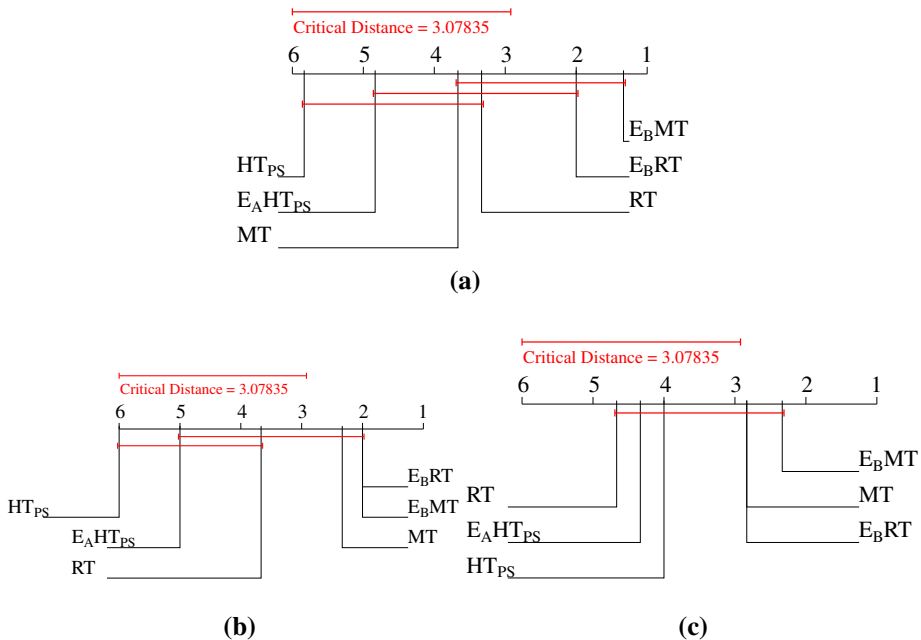 Critical Distance = 3.07835
6 5 4 3 2 1
E_BMT
HT_PS E_BRT
E_AHT_PS RT
MT
(a)
Critical Distance = 3.07835
6 5 4 3 2 1
E_BRT
HT_PS E_BMT
E_AHT_PS MT
RT
(b)
Critical Distance = 3.07835
6 5 4 3 2 1
E_BMT
RT MT
E_AHT_PS E_BRT
HT_PS
(c)